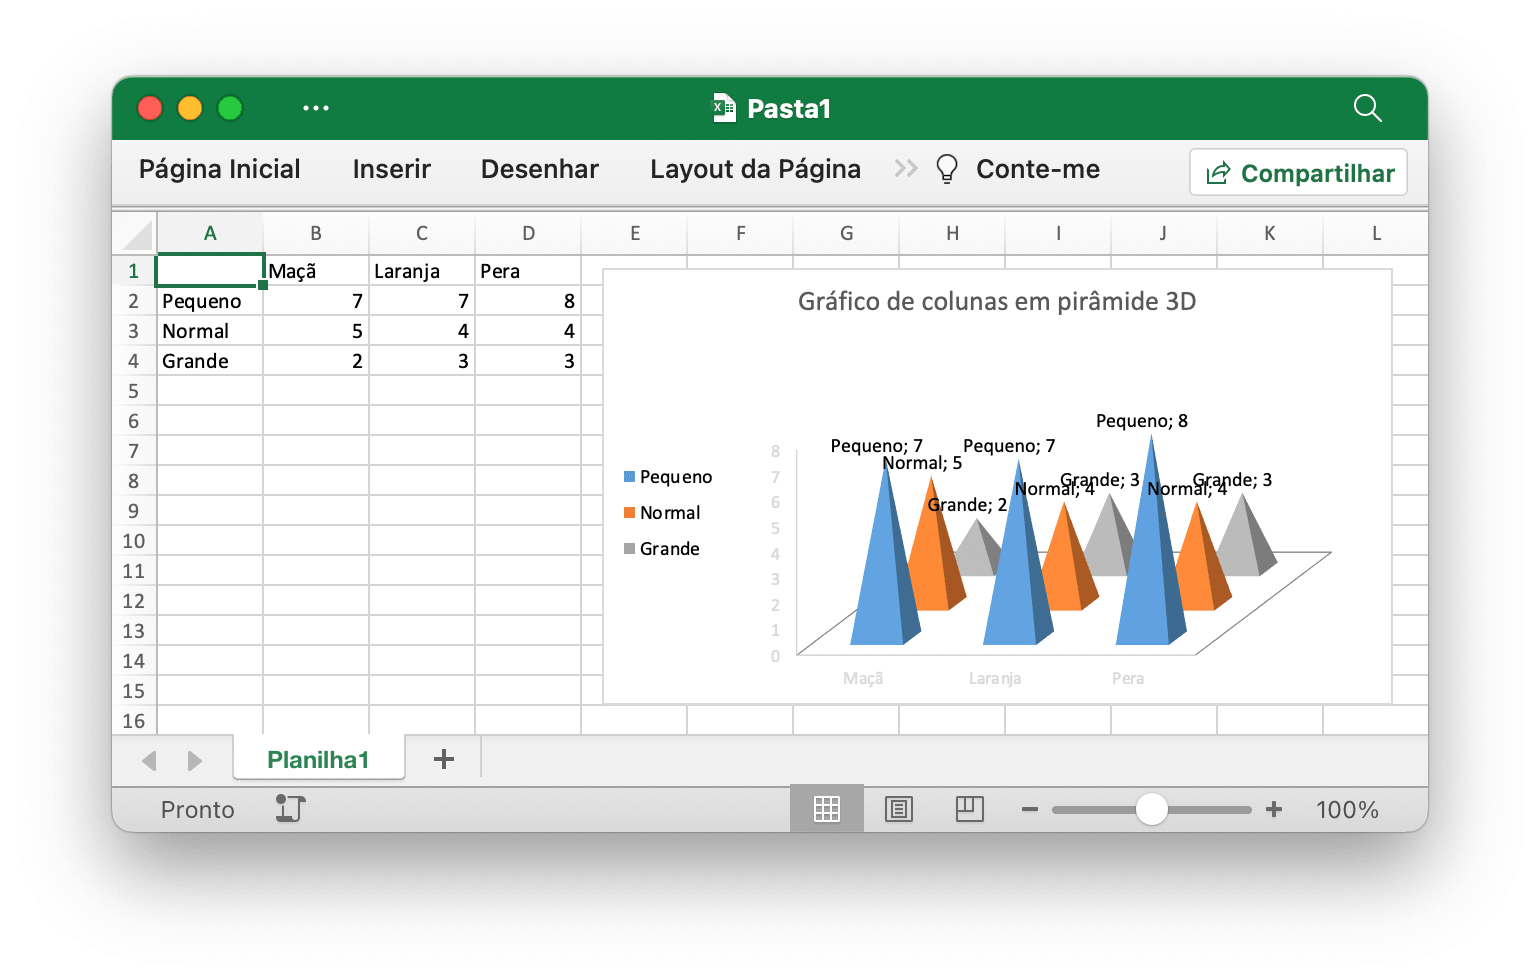 Pasta1
Página Inicial Inserir Desenhar Layout da Página Conte-me Compartilhar
A B C D E F G H I J K L
1 Maçã Laranja Pera
2 Pequeno 7 7 8
3 Normal 5 4 4
4 Grande 2 3 3
5
6
7
8
9
10
11
12
13
14
15
16
Gráfico de colunas em pirâmide 3D
Pequeno
Normal
Grande
8
7
6
5
4
3
2
1
0
Pequeno; 8
Pequeno; 7 Pequeno; 7
Normal; 5
Grande; 3 Grande; 3
Normal; 4 Normal; 4
Grande; 2
Maçã Laranja Pera
Planilha1
Pronto 100%